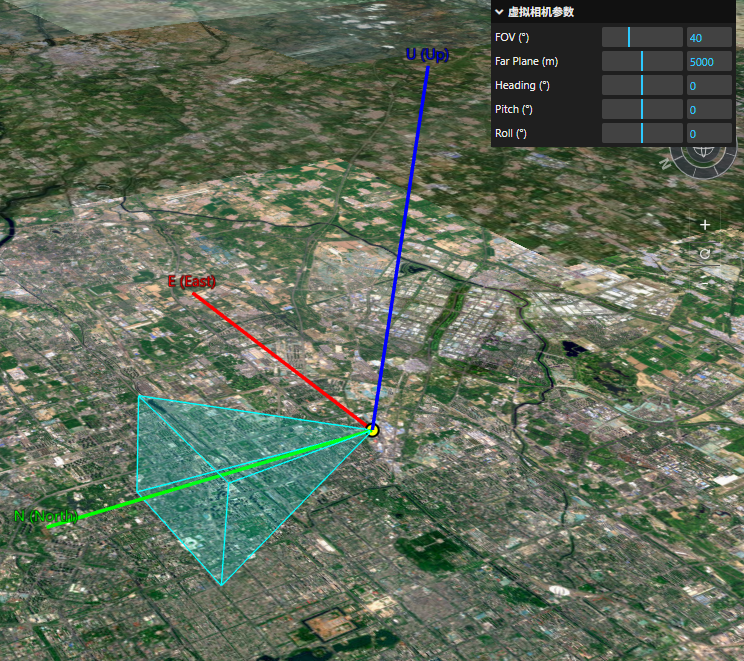 虚拟相机参数
FOV (°) 40
Far Plane (m) 5000
Heading (°) 0
Pitch (°) 0
Roll (°) 0
U (Up)
N
+
E (East)
N (North)